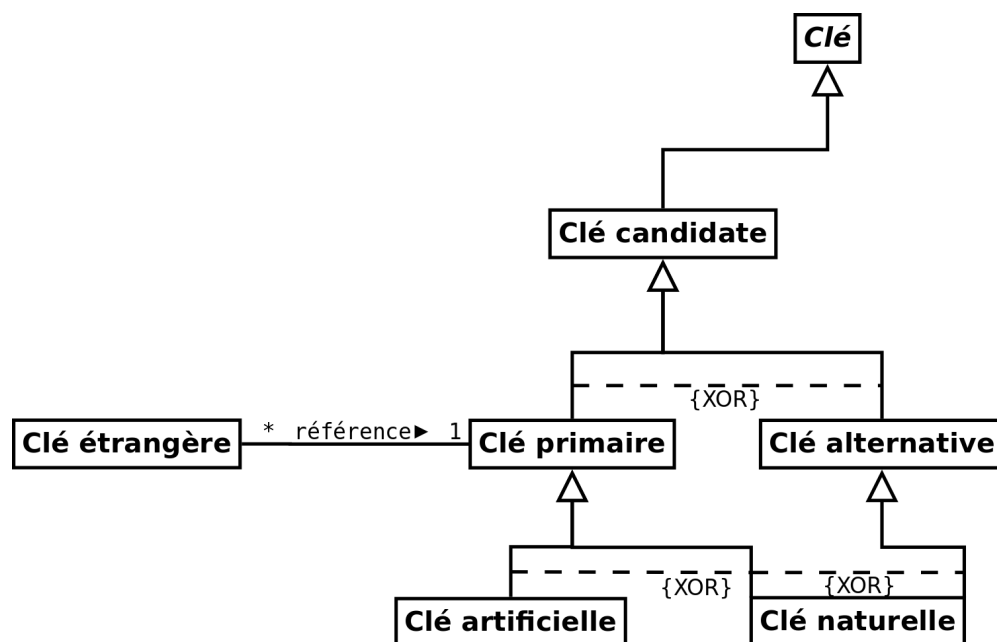 Clé
Clé candidate
{XOR}
Clé étrangère
* référence► 1
Clé primaire
Clé alternative
{XOR}
{XOR}
Clé artificielle
Clé naturelle